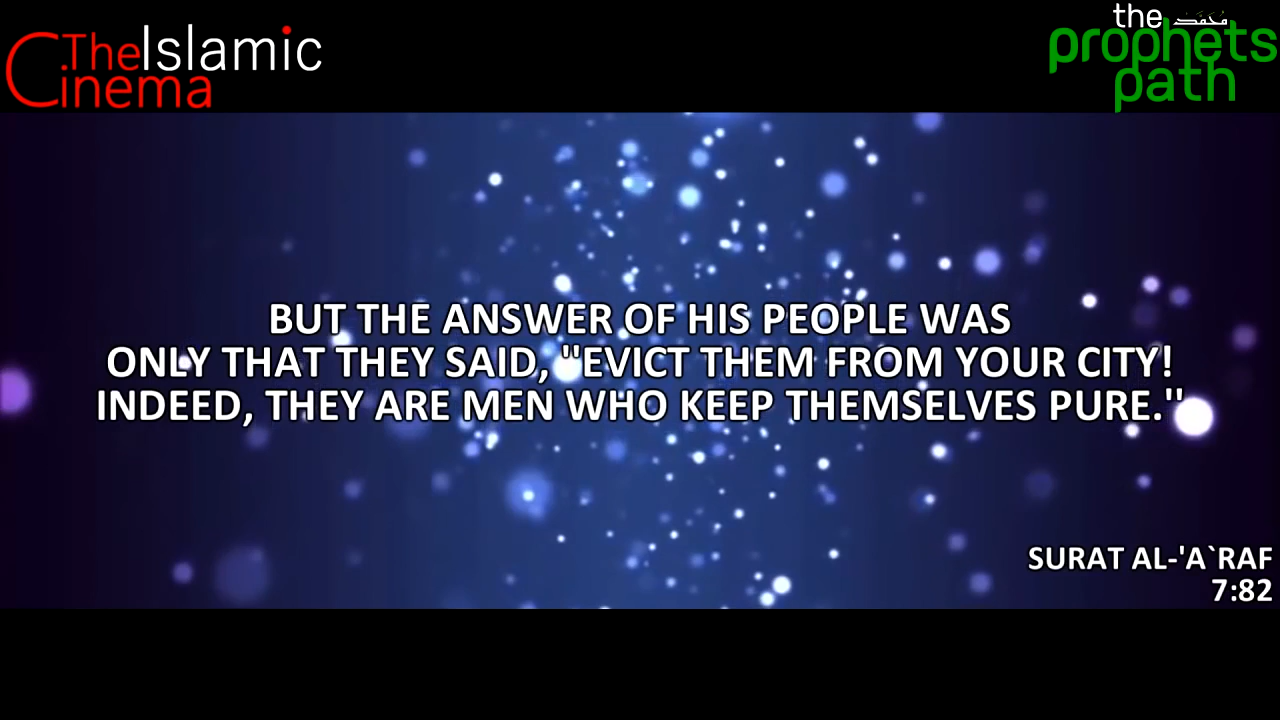 TheIslamic
Cinema
the محمد
prophets
path
BUT THE ANSWER OF HIS PEOPLE WAS
ONLY THAT THEY SAID, "EVICT THEM FROM YOUR CITY!
INDEED, THEY ARE MEN WHO KEEP THEMSELVES PURE."
SURAT AL-'A`RAF
7:82